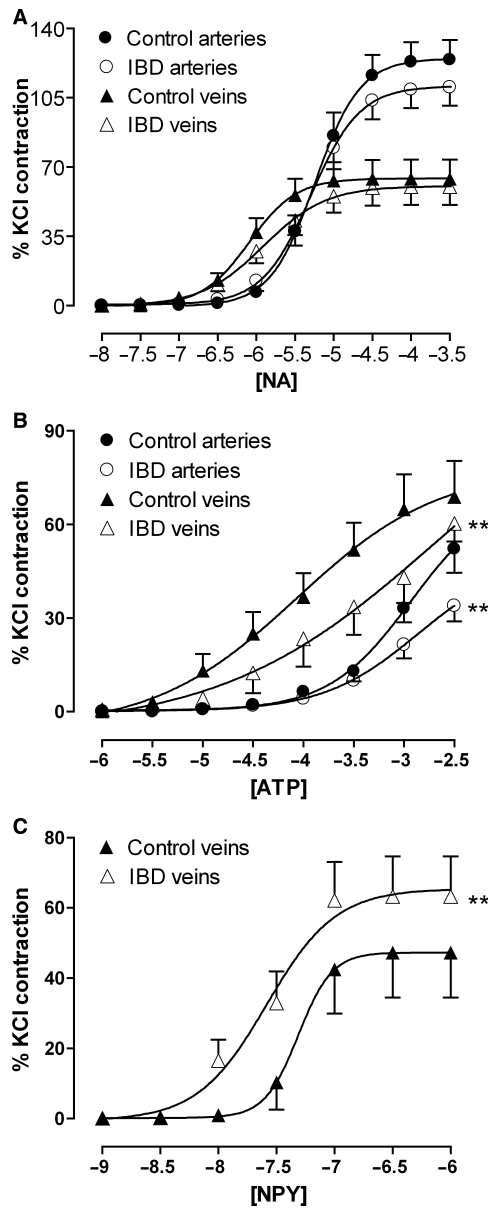 A
140
105
70
35
0
% KCl contraction
Control arteries
IBD arteries
Control veins
IBD veins
−8 −7.5 −7 −6.5 −6 −5.5 −5 −4.5 −4 −3.5
[NA]
B
90
60
30
0
% KCl contraction
Control arteries
IBD arteries
Control veins
IBD veins
**
**
−6 −5.5 −5 −4.5 −4 −3.5 −3 −2.5
[ATP]
C
80
60
40
20
0
% KCl contraction
Control veins
IBD veins
**
−9 −8.5 −8 −7.5 −7 −6.5 −6
[NPY]